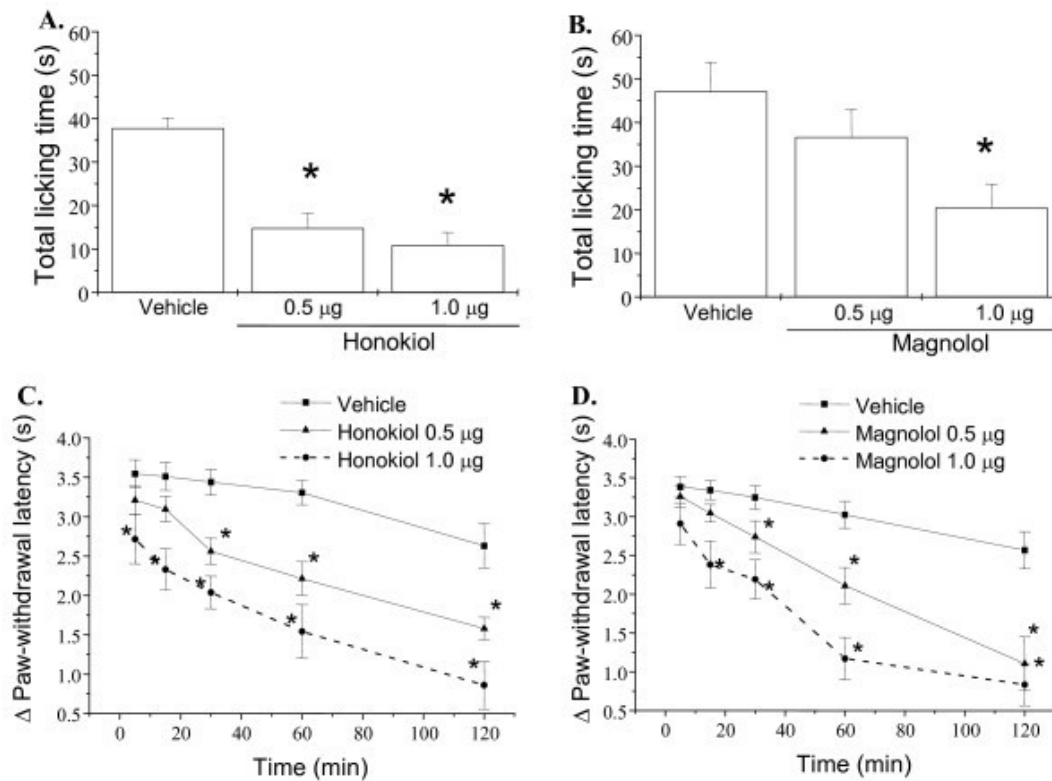 A.
Total licking time (s)
60
50
40
30
20
10
0
Vehicle
0.5 μg
1.0 μg
Honokiol
*
*
B.
Total licking time (s)
60
50
40
30
20
10
0
Vehicle
0.5 μg
1.0 μg
Magnolol
*
C.
Vehicle
Honokiol 0.5 μg
Honokiol 1.0 μg
Δ Paw-withdrawal latency (s)
4.0
3.5
3.0
2.5
2.0
1.5
1.0
0.5
* * * * * * * *
0 20 40 60 80 100 120
Time (min)
D.
Vehicle
Magnolol 0.5 μg
Magnolol 1.0 μg
Δ Paw-withdrawal latency (s)
4.0
3.5
3.0
2.5
2.0
1.5
1.0
0.5
* * * * * * *
0 20 40 60 80 100 120
Time (min)